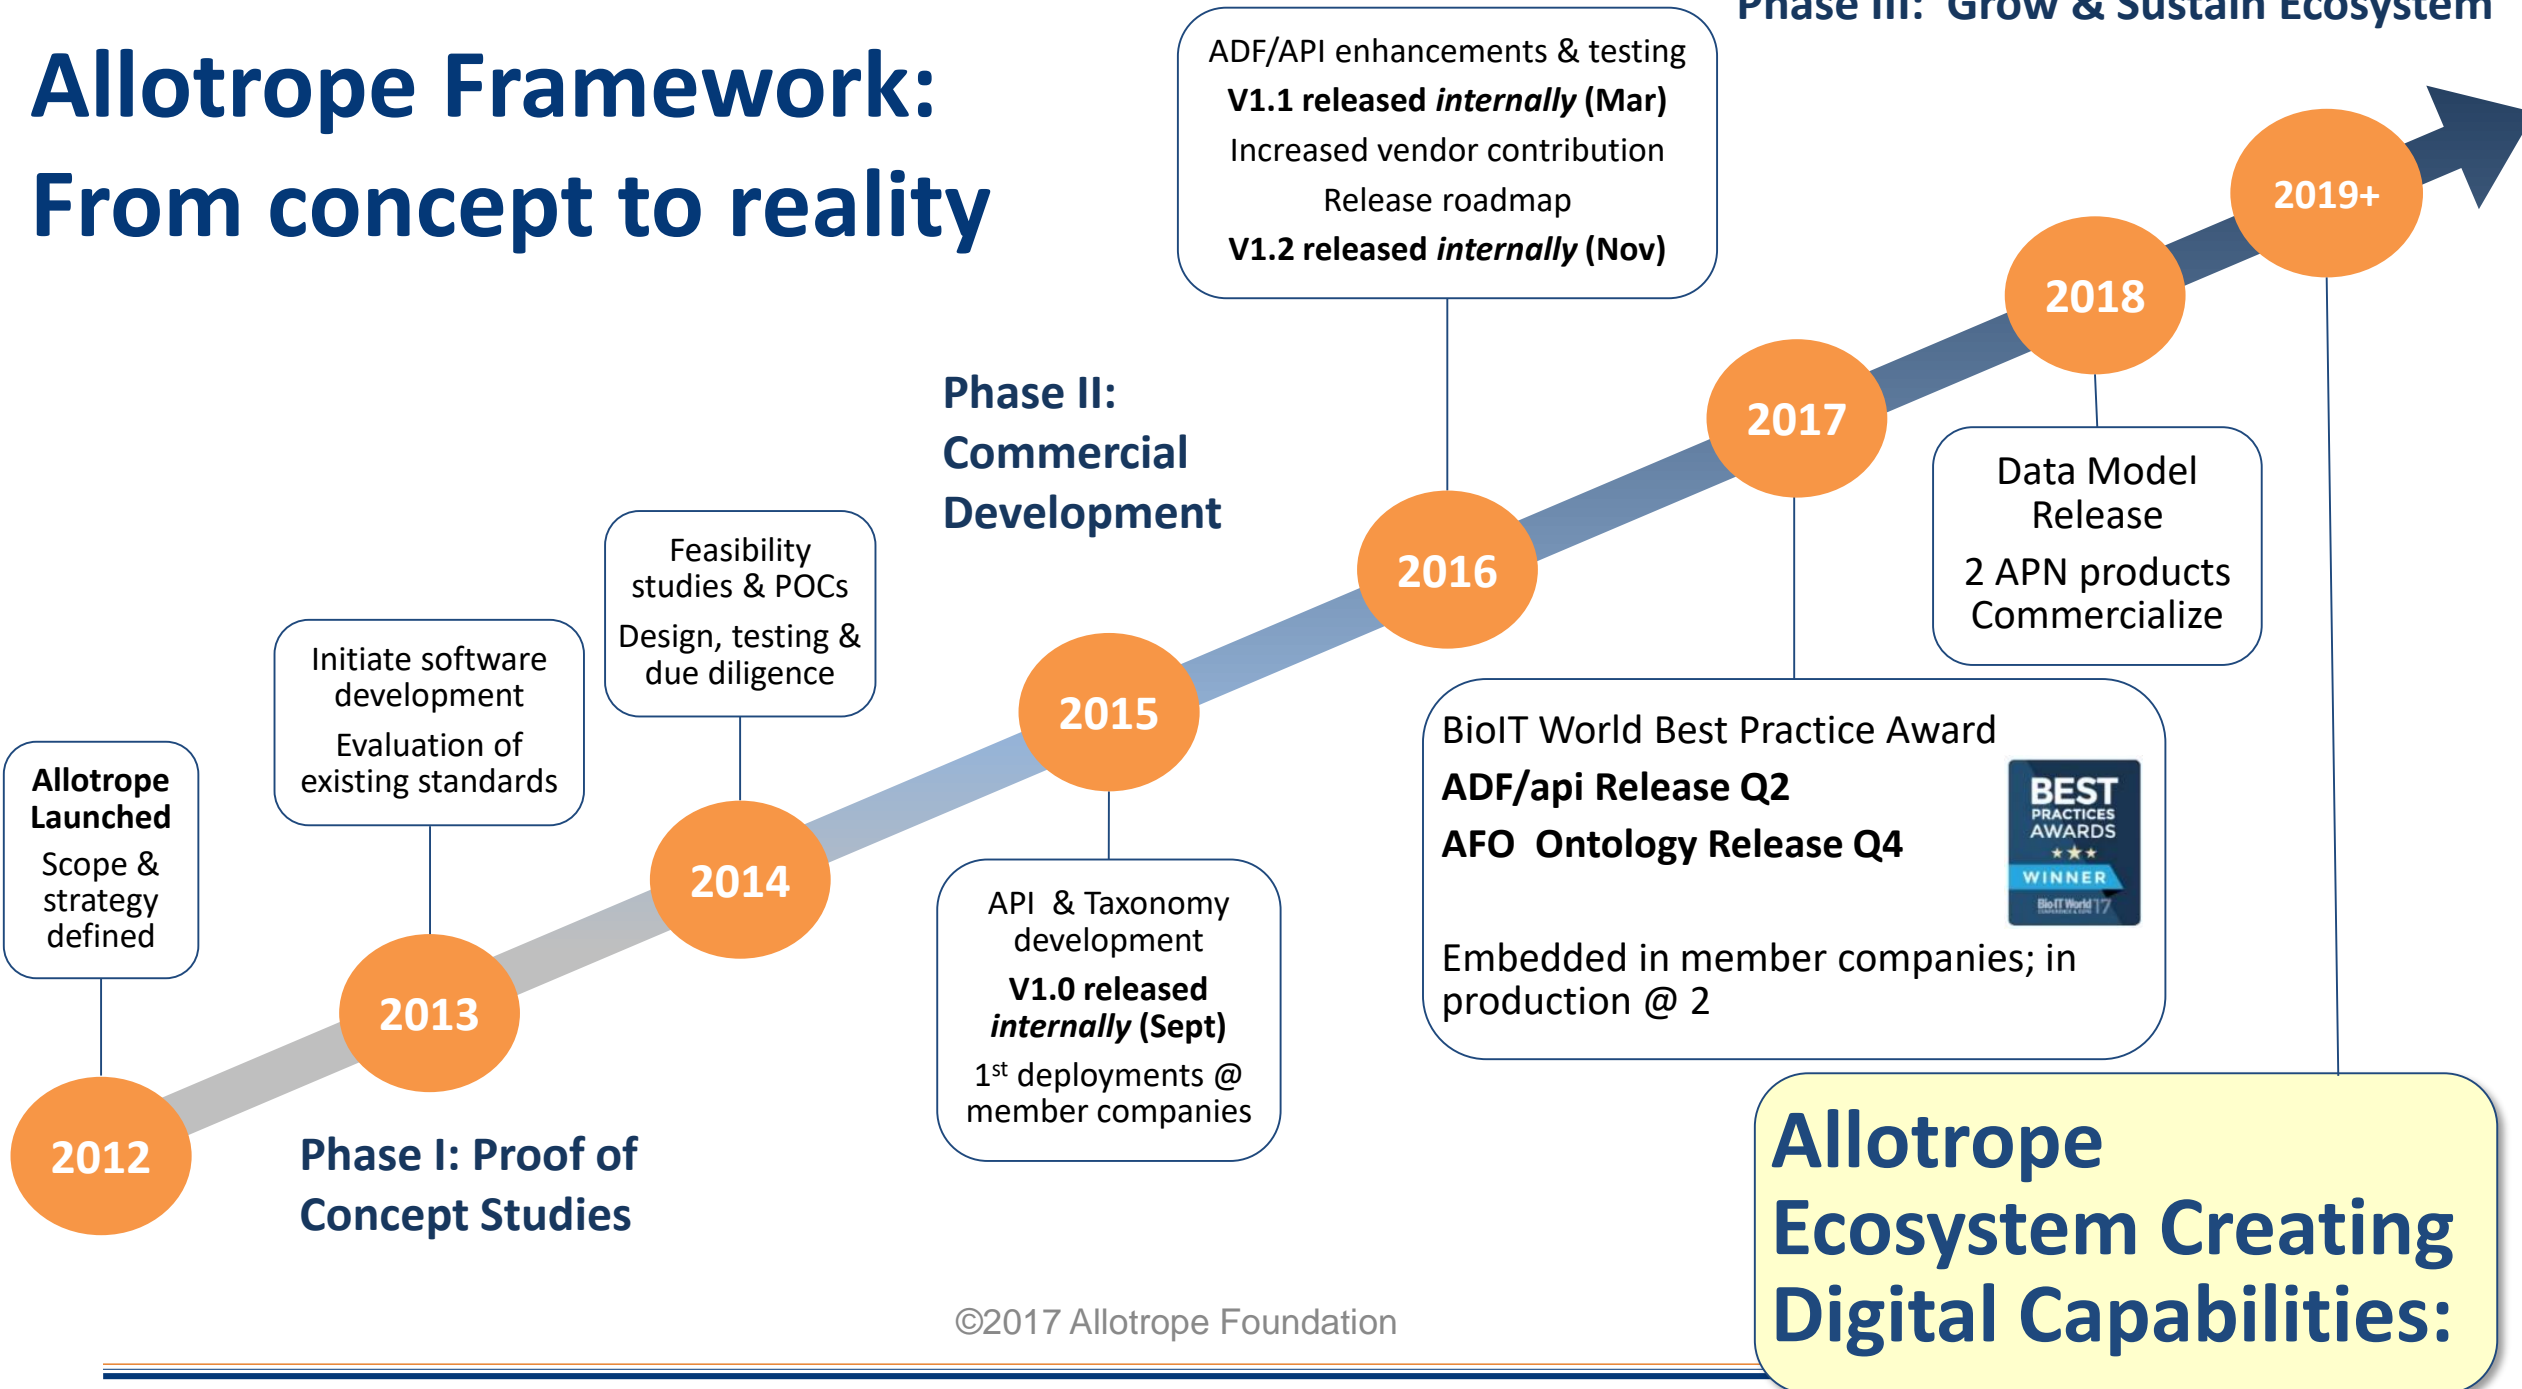 Phase III: Grow & Sustain Ecosystem
Allotrope Framework:
From concept to reality
ADF/API enhancements & testing
V1.1 released internally (Mar)
Increased vendor contribution
Release roadmap
V1.2 released internally (Nov)
2019+
2018
2017
Phase II:
Commercial
Development
2016
Data Model
Release
2 APN products
Commercialize
Feasibility
studies & POCs
Design, testing &
due diligence
Initiate software
development
Evaluation of
existing standards
2015
BioIT World Best Practice Award
ADF/api Release Q2
AFO  Ontology Release Q4
Embedded in member companies; in
production @ 2
BEST
PRACTICES
AWARDS
WINNER
Bio-IT World 17
CONFERENCE & EXPO
Allotrope
Launched
Scope &
strategy
defined
2014
API  & Taxonomy
development
V1.0 released
internally (Sept)
1st deployments @
member companies
2013
2012
Phase I: Proof of
Concept Studies
Allotrope
Ecosystem Creating
Digital Capabilities:
©2017 Allotrope Foundation